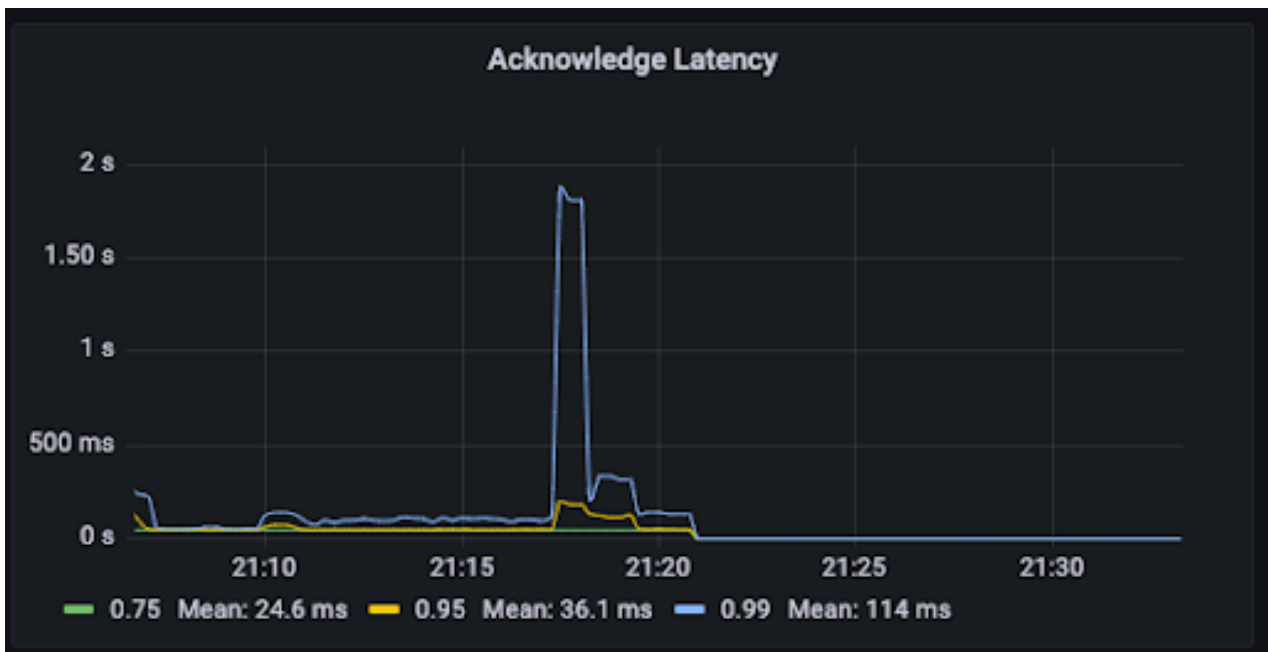 Acknowledge Latency
2 s
1.50 s
1 s
500 ms
0 s
21:10 21:15 21:20 21:25 21:30
0.75 Mean: 24.6 ms 0.95 Mean: 36.1 ms 0.99 Mean: 114 ms